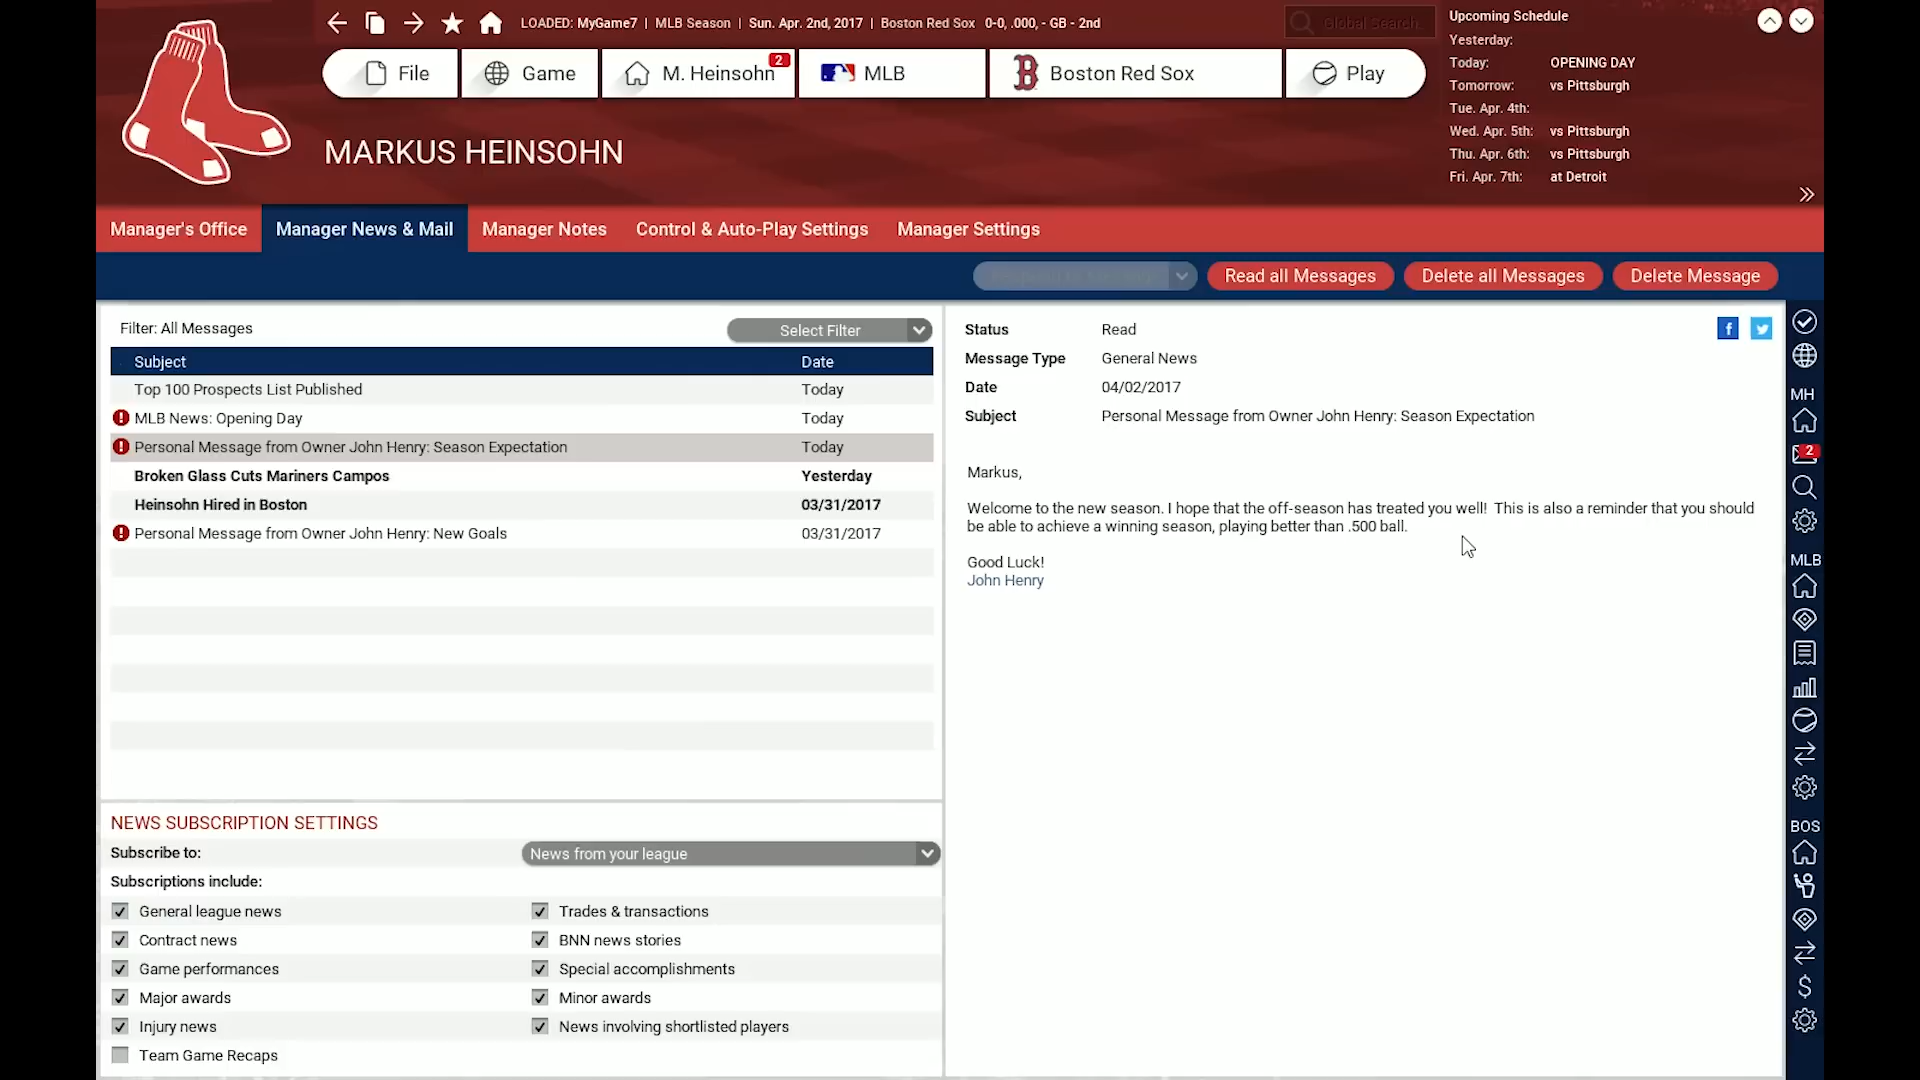 LOADED: MyGame7 | MLB Season | Sun. Apr. 2nd, 2017 | Boston Red Sox 0-0, .000, - GB - 2nd
Global Search
File
Game
M. Heinsohn
2
MLB
Boston Red Sox
Play
Upcoming Schedule
Yesterday:
Today: OPENING DAY
Tomorrow: vs Pittsburgh
Tue. Apr. 4th:
Wed. Apr. 5th: vs Pittsburgh
Thu. Apr. 6th: vs Pittsburgh
Fri. Apr. 7th: at Detroit
MARKUS HEINSOHN
Manager's Office
Manager News & Mail
Manager Notes
Control & Auto-Play Settings
Manager Settings
Read all Messages
Delete all Messages
Delete Message
Filter: All Messages
Select Filter
Subject Date
Top 100 Prospects List Published Today
MLB News: Opening Day Today
Personal Message from Owner John Henry: Season Expectation Today
Broken Glass Cuts Mariners Campos Yesterday
Heinsohn Hired in Boston 03/31/2017
Personal Message from Owner John Henry: New Goals 03/31/2017
NEWS SUBSCRIPTION SETTINGS
Subscribe to: News from your league
Subscriptions include:
General league news Trades & transactions
Contract news BNN news stories
Game performances Special accomplishments
Major awards Minor awards
Injury news News involving shortlisted players
Team Game Recaps
Status Read
Message Type General News
Date 04/02/2017
Subject Personal Message from Owner John Henry: Season Expectation
Markus,
Welcome to the new season. I hope that the off-season has treated you well! This is also a reminder that you should
be able to achieve a winning season, playing better than .500 ball.
Good Luck!
John Henry
MH
2
MLB
BOS